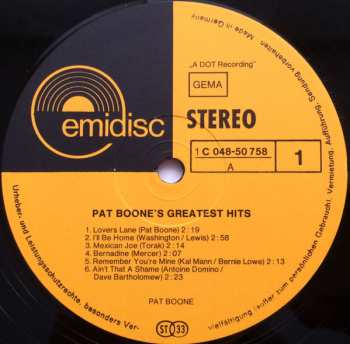 "A DOT Recording"
GEMA
emidisc
STEREO
1 C 048-50 758
A
1
PAT BOONE'S GREATEST HITS
1. Lovers Lane (Pat Boone) 2:19
2. I'll Be Home (Washington / Lewis) 2:58
3. Mexican Joe (Torak) 2:14
4. Bernadine (Mercer) 2:07
5. Remember You're Mine (Kal Mann / Bernie Lowe) 2:13
6. Ain't That A Shame (Antoine Domino /
Dave Bartholomew) 2:23
PAT BOONE
ST 33
Urheber- und Leistungsschutzrechte, besonders Ver-
vielfältigung (außer zum persönlichen Gebrauch), Vermietung, Aufführung, Sendung vorbehalten. Made in Germany